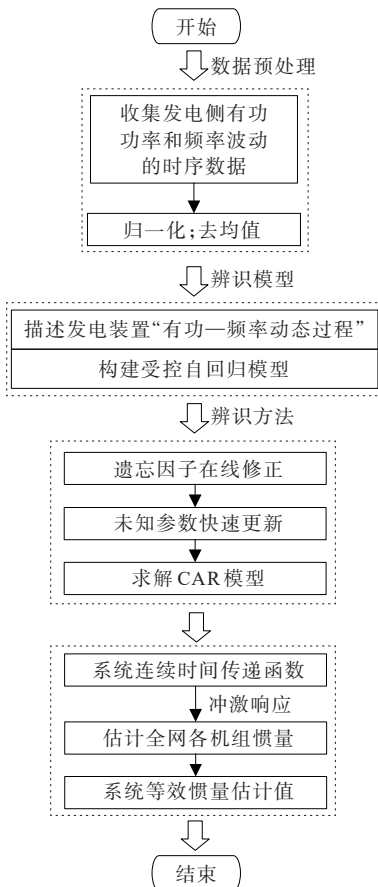 开始
数据预处理
收集发电侧有功
功率和频率波动
的时序数据
归一化;去均值
辨识模型
描述发电装置“有功—频率动态过程”
构建受控自回归模型
辨识方法
遗忘因子在线修正
未知参数快速更新
求解CAR模型
系统连续时间传递函数
冲激响应
估计全网各机组惯量
系统等效惯量估计值
结束